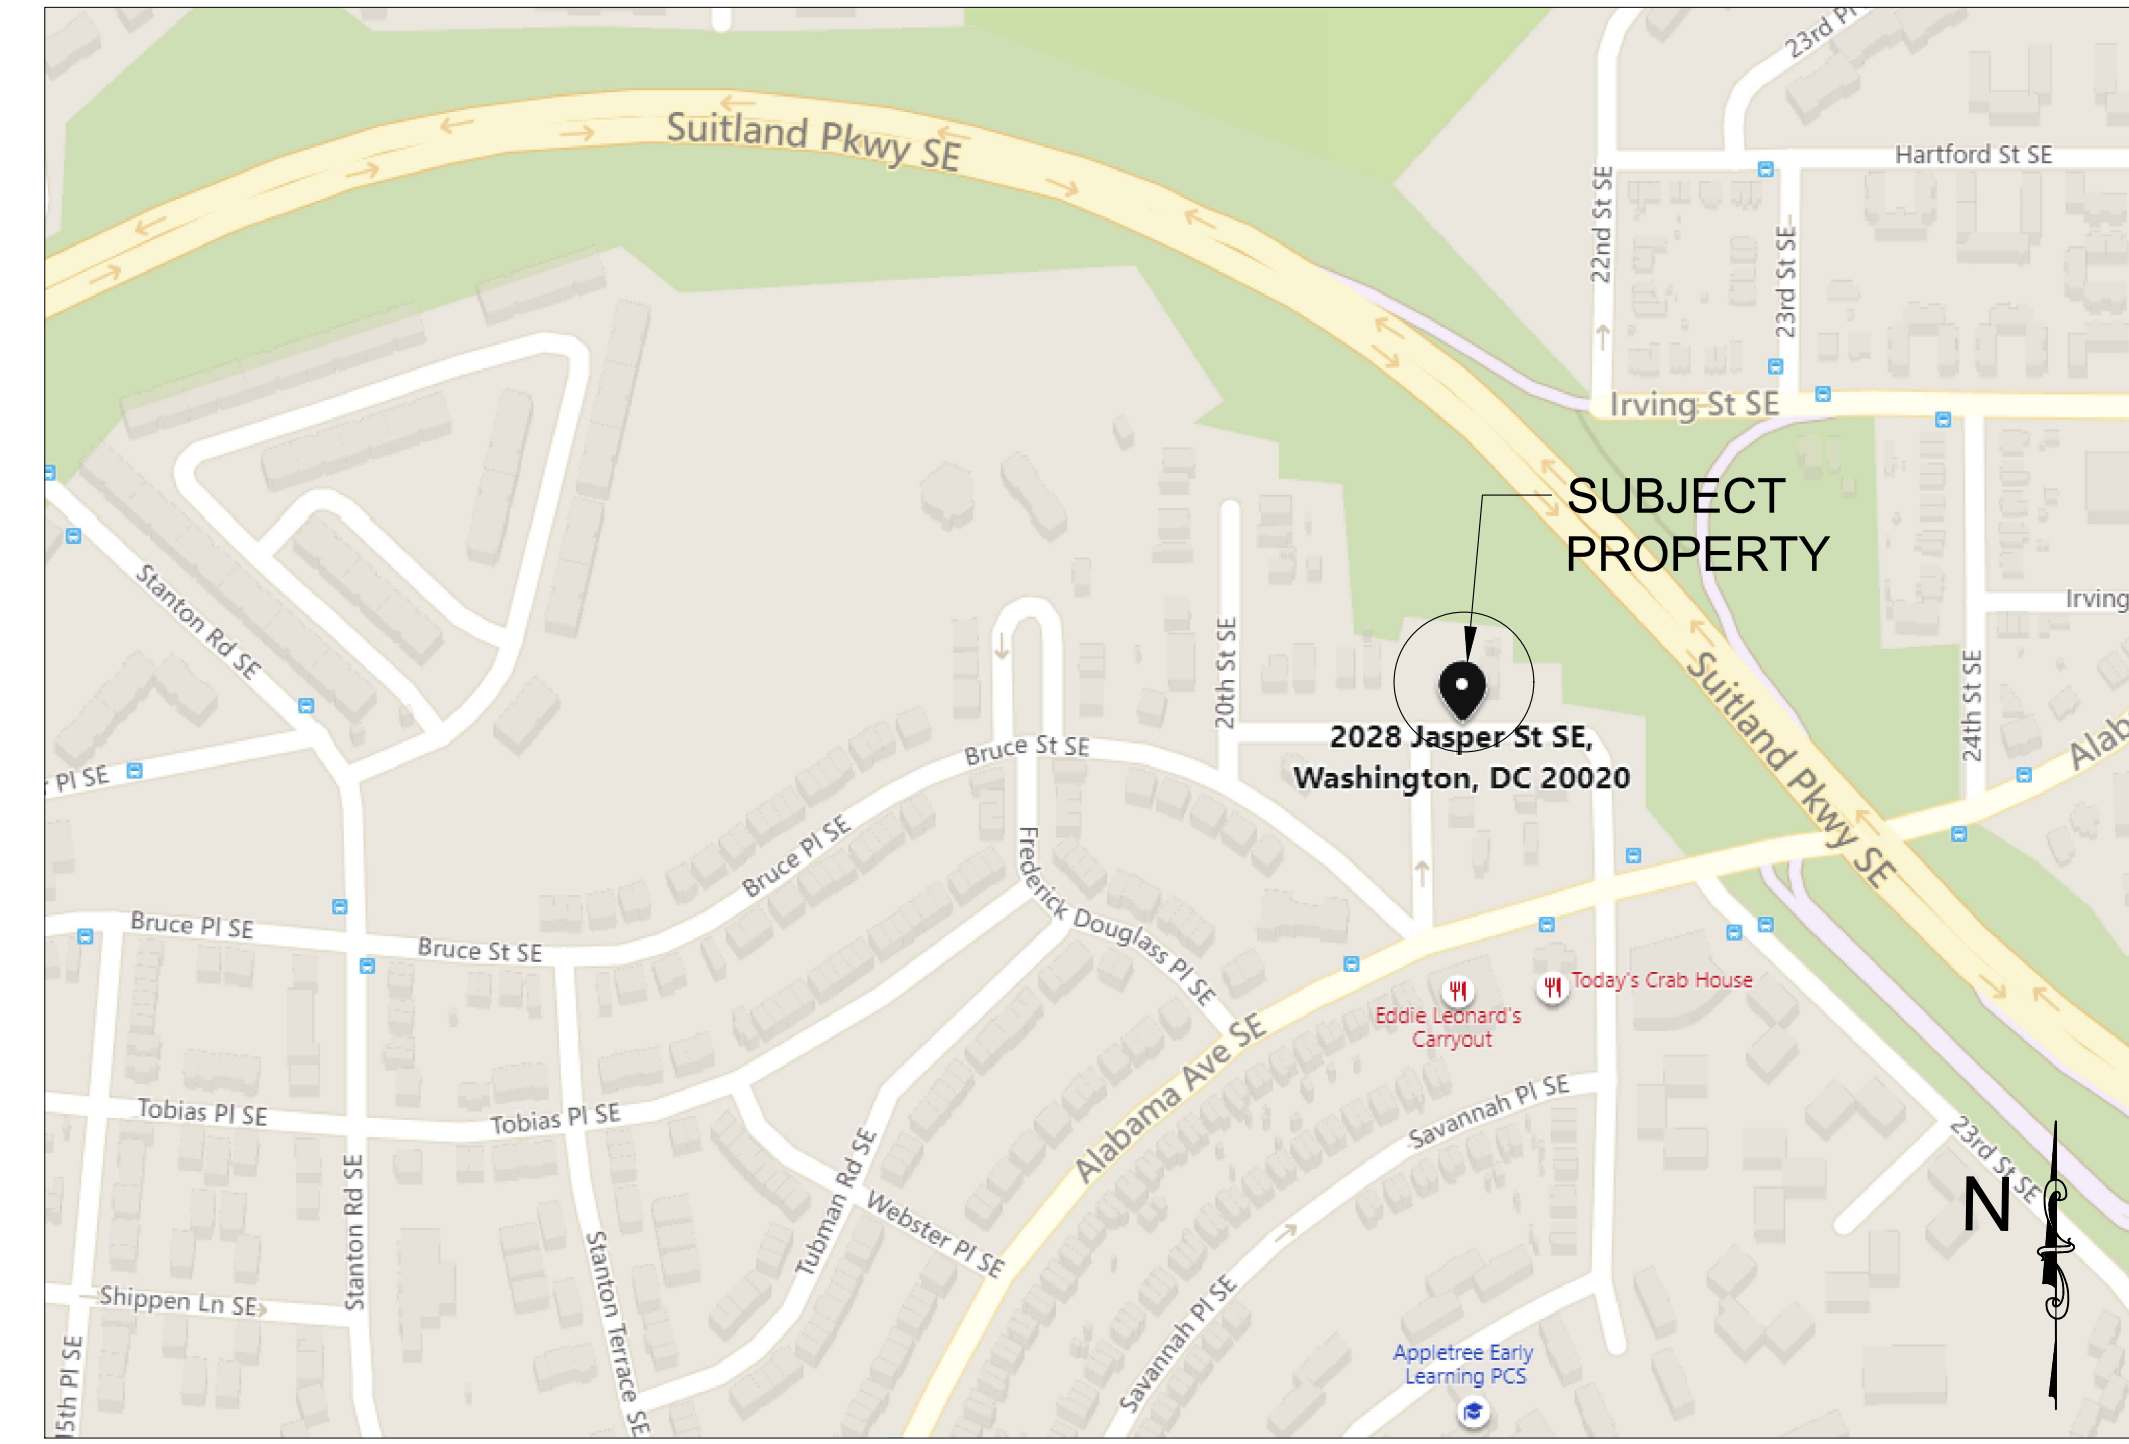 23rd Pl
Suitland Pkwy SE
Hartford St SE
22nd St SE
23rd St SE
Irving St SE
SUBJECT
PROPERTY
Stanton Rd SE
Irving
20th St SE
24th St SE
Suitland Pkwy SE
2028 Jasper St SE,
Washington, DC 20020
Bruce St SE
Alab
Pl SE
Bruce Pl SE
Frederick Douglass Pl SE
Bruce Pl SE
Bruce St SE
Today's Crab House
Eddie Leonard's
Carryout
Alabama Ave SE
Tobias Pl SE
Tobias Pl SE
Savannah Pl SE
23rd St SE
Stanton Rd SE
Tubman Rd SE
Webster Pl SE
N
Stanton Terrace SE
Shippen Ln SE
Savannah Pl SE
15th Pl SE
Appletree Early
Learning PCS